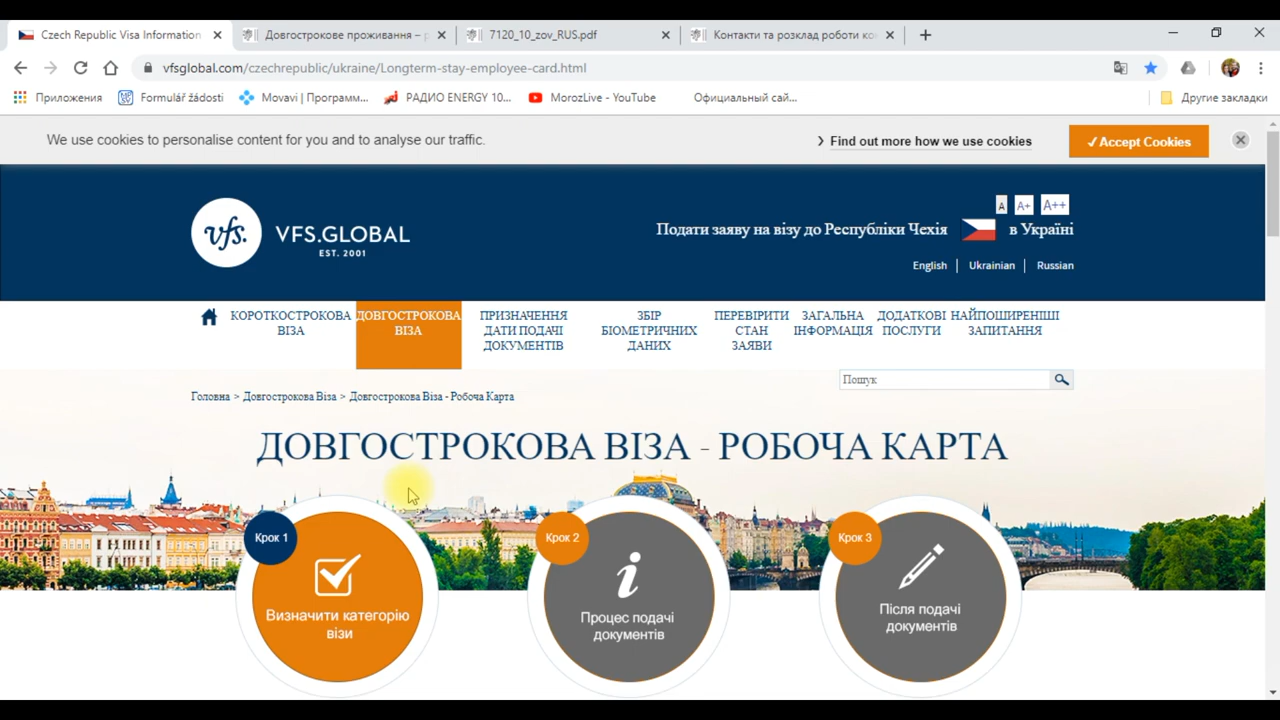 Czech Republic Visa Information
Довгострокове проживання – р
7120_10_zov_RUS.pdf
Контакти та розклад роботи ко
vfsglobal.com/czechrepublic/ukraine/Longterm-stay-employee-card.html
Приложения
Formulář žádosti
Movavi | Программ...
РАДИО ENERGY 10...
MorozLive - YouTube
Официальный сай...
Другие закладки
We use cookies to personalise content for you and to analyse our traffic.
Find out more how we use cookies
✓Accept Cookies
A A+ A++
vfs.
VFS.GLOBAL
EST. 2001
Подати заяву на візу до Республіки Чехія в Україні
English | Ukrainian | Russian
КОРОТКОСТРОКОВА ВІЗА
ДОВГОСТРОКОВА ВІЗА
ПРИЗНАЧЕННЯ ДАТИ ПОДАЧІ ДОКУМЕНТІВ
ЗБІР БІОМЕТРИЧНИХ ДАНИХ
ПЕРЕВІРИТИ СТАН ЗАЯВИ
ЗАГАЛЬНА ІНФОРМАЦІЯ
ДОДАТКОВІ ПОСЛУГИ
НАЙПОШИРЕНІШІ ЗАПИТАННЯ
Пошук
Головна > Довгострокова Віза > Довгострокова Віза - Робоча Карта
ДОВГОСТРОКОВА ВІЗА - РОБОЧА КАРТА
Крок 1
Визначити категорію
візи
Крок 2
Процес подачі
документів
Крок 3
Після подачі
документів